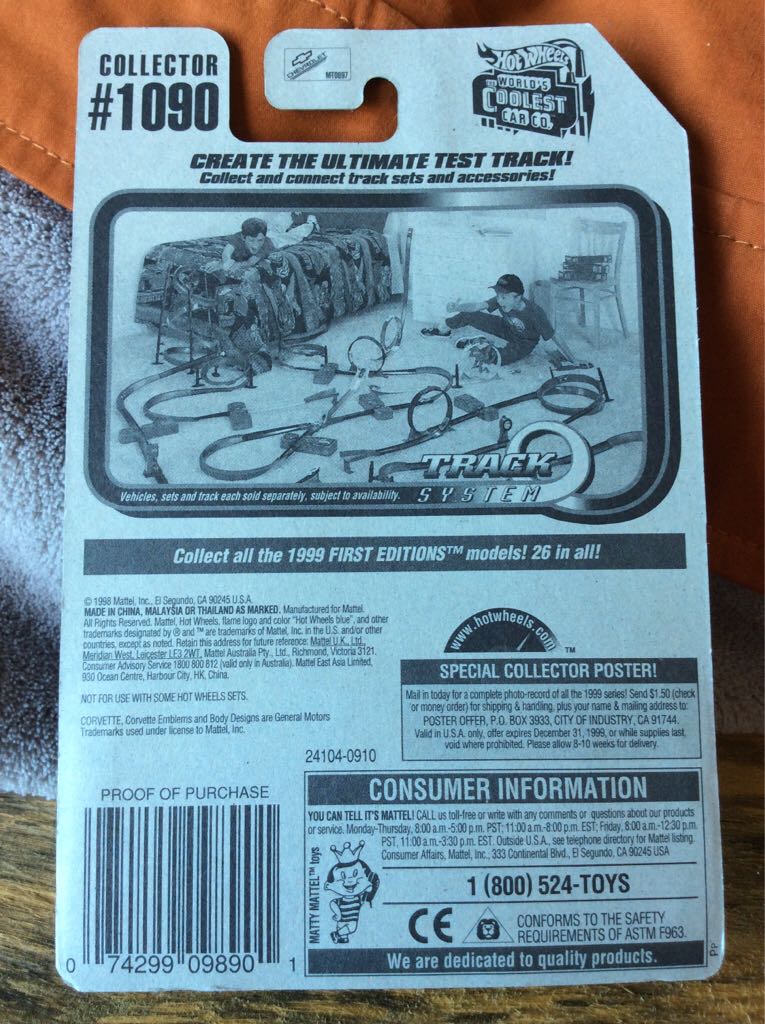 COLLECTOR
#1090
CHEVROLET
MT0097
HOT WHEELS
WORLD'S
COOLEST
CAR CO.
CREATE THE ULTIMATE TEST TRACK!
Collect and connect track sets and accessories!
TRACK
SYSTEM
Vehicles, sets and track each sold separately, subject to availability.
Collect all the 1999 FIRST EDITIONS™ models! 26 in all!
© 1998 Mattel, Inc., El Segundo, CA 90245 U.S.A.
MADE IN CHINA, MALAYSIA OR THAILAND AS MARKED. Manufactured for Mattel.
All Rights Reserved. Mattel, Hot Wheels, flame logo and color "Hot Wheels blue", and other
trademarks designated by ® and ™ are trademarks of Mattel, Inc. in the U.S. and/or other
countries, except as noted. Retain this address for future reference: Mattel U.K., Ltd.,
Meridian West, Leicester LE3 2WT, Mattel Australia Pty., Ltd., Richmond, Victoria 3121.
Consumer Advisory Service 1800 800 812 (valid only in Australia). Mattel East Asia Limited,
930 Ocean Centre, Harbour City, HK, China.
NOT FOR USE WITH SOME HOT WHEELS SETS.
CORVETTE, Corvette Emblems and Body Designs are General Motors
Trademarks used under license to Mattel, Inc.
24104-0910
www.hotwheels.com ™
SPECIAL COLLECTOR POSTER!
Mail in today for a complete photo-record of all the 1999 series! Send $1.50 (check
or money order) for shipping & handling, plus your name & mailing address to:
POSTER OFFER, P.O. BOX 3933, CITY OF INDUSTRY, CA 91744.
Valid in U.S.A. only, offer expires December 31, 1999, or while supplies last,
void where prohibited. Please allow 8-10 weeks for delivery.
PROOF OF PURCHASE
0 74299 09890 1
CONSUMER INFORMATION
YOU CAN TELL IT'S MATTEL! CALL us toll-free or write with any comments or questions about our products
or service. Monday-Thursday, 8:00 a.m.-5:00 p.m. PST; 11:00 a.m.-8:00 p.m. EST; Friday, 8:00 a.m.-12:30 p.m.
PST, 11:00 a.m.-3:30 p.m. EST. Outside U.S.A., see telephone directory for Mattel listing.
Consumer Affairs, Mattel, Inc., 333 Continental Blvd., El Segundo, CA 90245 USA
MATTY MATTEL™ toys
1 (800) 524-TOYS
CE
CONFORMS TO THE SAFETY
REQUIREMENTS OF ASTM F963.
We are dedicated to quality products.
PP